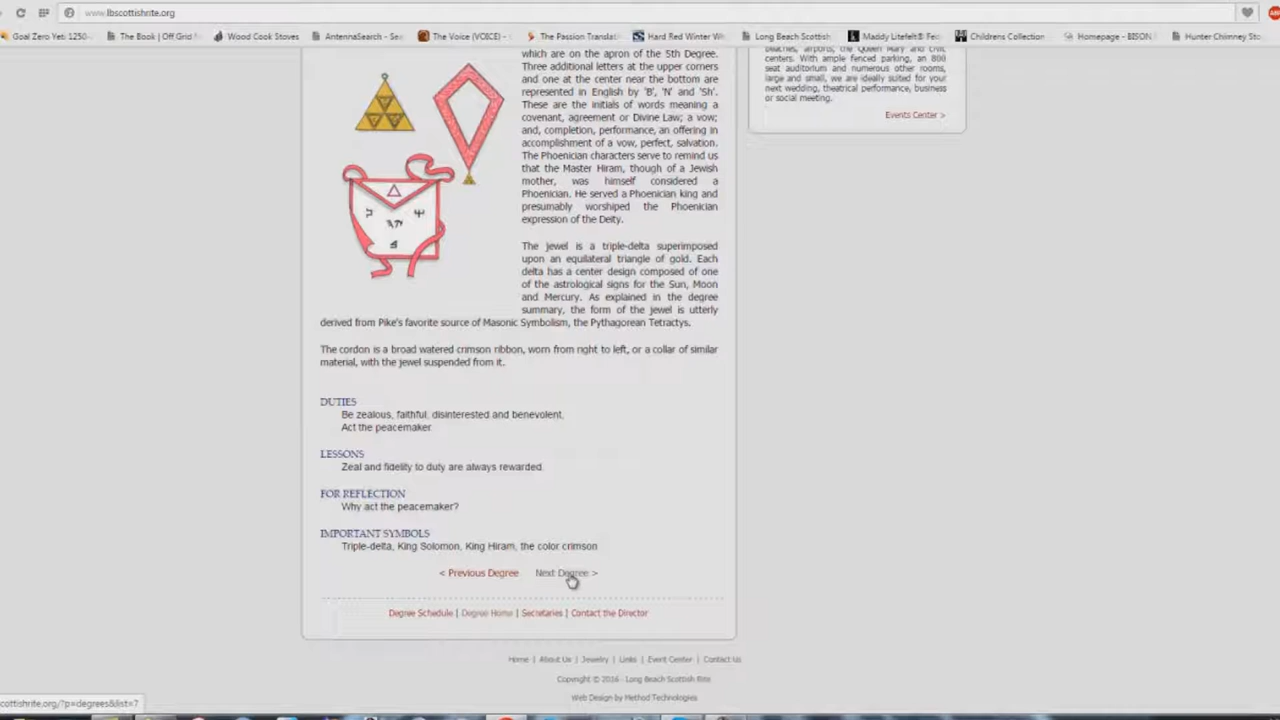 www.lbscottishrite.org
Goal Zero Yeti 1250
The Book | Off Grid
Wood Cook Stoves
AntennaSearch - Se
The Voice (VOICE) -
The Passion Translat
Hard Red Winter W
Long Beach Scottish
Maddy Litefelt® Fe
Childrens Collection
Homepage - BISON
Hunter Chimney Sto
which are on the apron of the 5th Degree.
Three additional letters at the upper corners
and one at the center near the bottom are
represented in English by 'B', 'N' and 'Sh'.
These are the initials of words meaning a
covenant, agreement or Divine Law; a vow;
and, completion, performance, an offering in
accomplishment of a vow, perfect, salvation.
The Phoenician characters serve to remind us
that the Master Hiram, though of a Jewish
mother, was himself considered a
Phoenician. He served a Phoenician king and
presumably worshiped the Phoenician
expression of the Deity.
The jewel is a triple-delta superimposed
upon an equilateral triangle of gold. Each
delta has a center design composed of one
of the astrological signs for the Sun, Moon
and Mercury. As explained in the degree
summary, the form of the jewel is utterly
derived from Pike's favorite source of Masonic Symbolism, the Pythagorean Tetractys.
The cordon is a broad watered crimson ribbon, worn from right to left, or a collar of similar
material, with the jewel suspended from it.
DUTIES
Be zealous, faithful, disinterested and benevolent.
Act the peacemaker.
LESSONS
Zeal and fidelity to duty are always rewarded.
FOR REFLECTION
Why act the peacemaker?
IMPORTANT SYMBOLS
Triple-delta, King Solomon, King Hiram, the color crimson
< Previous Degree Next Degree >
Degree Schedule | Degree Home | Secretaries | Contact the Director
beaches, airports, the Queen Mary and civic
centers. With ample fenced parking, an 800
seat auditorium and numerous other rooms,
large and small, we are ideally suited for your
next wedding, theatrical performance, business
or social meeting.
Events Center >
Home | About Us | Jewelry | Links | Event Center | Contact Us
Copyright © 2016 - Long Beach Scottish Rite
Web Design by Method Technologies
scottishrite.org/?p=degrees&list=7